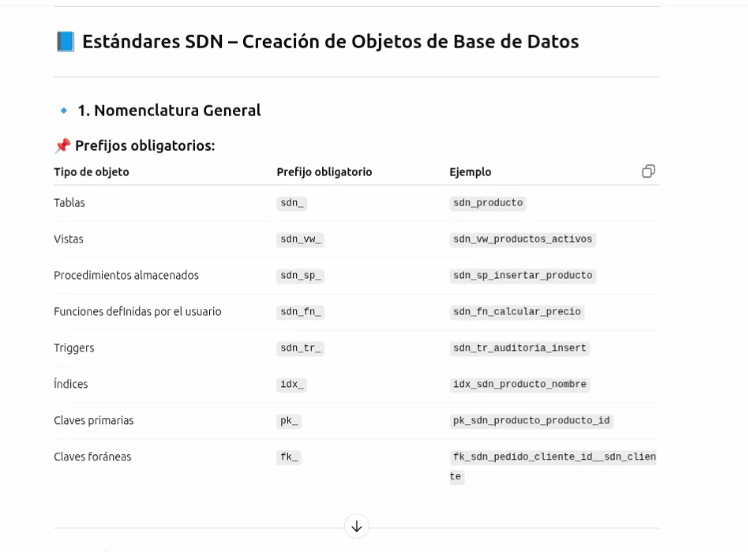 Estándares SDN – Creación de Objetos de Base de Datos
1. Nomenclatura General
Prefijos obligatorios:
Tipo de objeto Prefijo obligatorio Ejemplo
Tablas sdn_ sdn_producto
Vistas sdn_vw_ sdn_vw_productos_activos
Procedimientos almacenados sdn_sp_ sdn_sp_insertar_producto
Funciones definidas por el usuario sdn_fn_ sdn_fn_calcular_precio
Triggers sdn_tr_ sdn_tr_auditoria_insert
Índices idx_ idx_sdn_producto_nombre
Claves primarias pk_ pk_sdn_producto_producto_id
Claves foráneas fk_ fk_sdn_pedido_cliente_id__sdn_clien
te